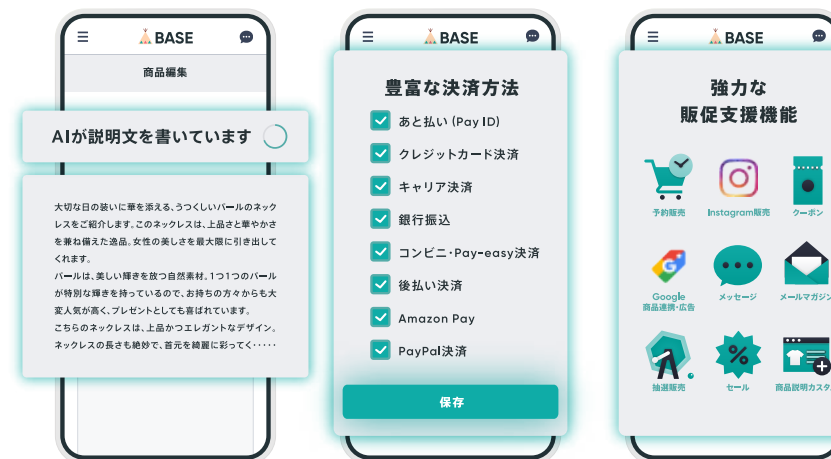 BASE
商品編集
AIが説明文を書いています
大切な日の装いに華を添える、うつくしいパールのネック
レスをご紹介します。このネックレスは、上品さと華やかさ
を兼ね備えた逸品。女性の美しさを最大限に引き出して
くれます。
パールは、美しい輝きを放つ自然素材。1つ1つのパール
が特別な輝きを持っているので、お持ちの方々からも大
変人気が高く、プレゼントとしても喜ばれています。
こちらのネックレスは、上品かつエレガントなデザイン。
ネックレスの長さも絶妙で、首元を綺麗に彩ってく・・・・・
BASE
豊富な決済方法
あと払い (Pay ID)
クレジットカード決済
キャリア決済
銀行振込
コンビニ・Pay-easy決済
後払い決済
Amazon Pay
PayPal決済
保存
BASE
強力な
販促支援機能
予約販売
Instagram販売
クーポン
Google
商品連携・広告
メッセージ
メールマガジン
抽選販売
%
セール
商品説明カスタ